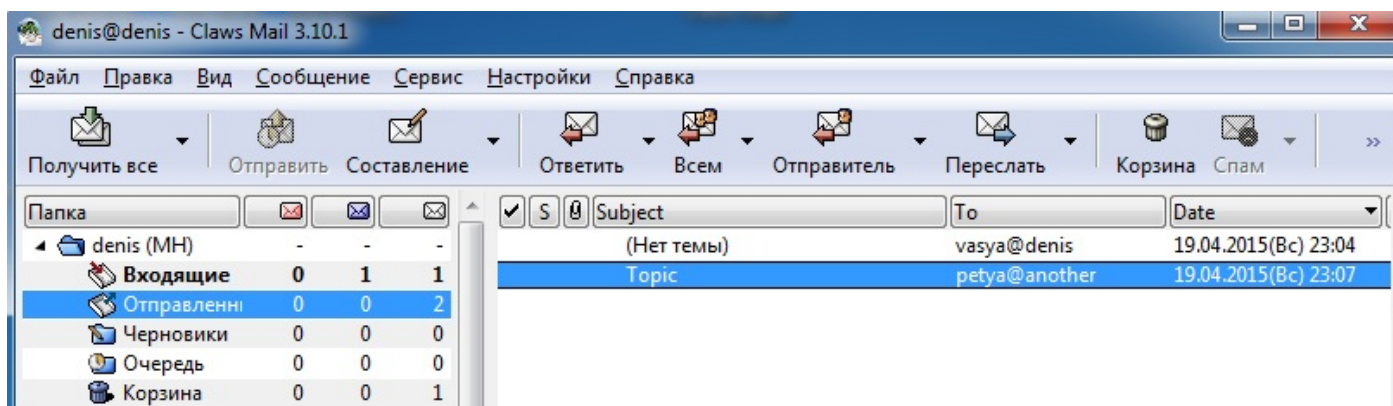 denis@denis - Claws Mail 3.10.1
Файл Правка Вид Сообщение Сервис Настройки Справка
Получить все Отправить Составление Ответить Всем Отправитель Переслать Корзина Спам
Папка S Subject To Date
denis (MH) - - - (Нет темы) vasya@denis 19.04.2015(Вс) 23:04
Входящие 0 1 1 Topic petya@another 19.04.2015(Вс) 23:07
Отправленнь 0 0 2
Черновики 0 0 0
Очередь 0 0 0
Корзина 0 0 1